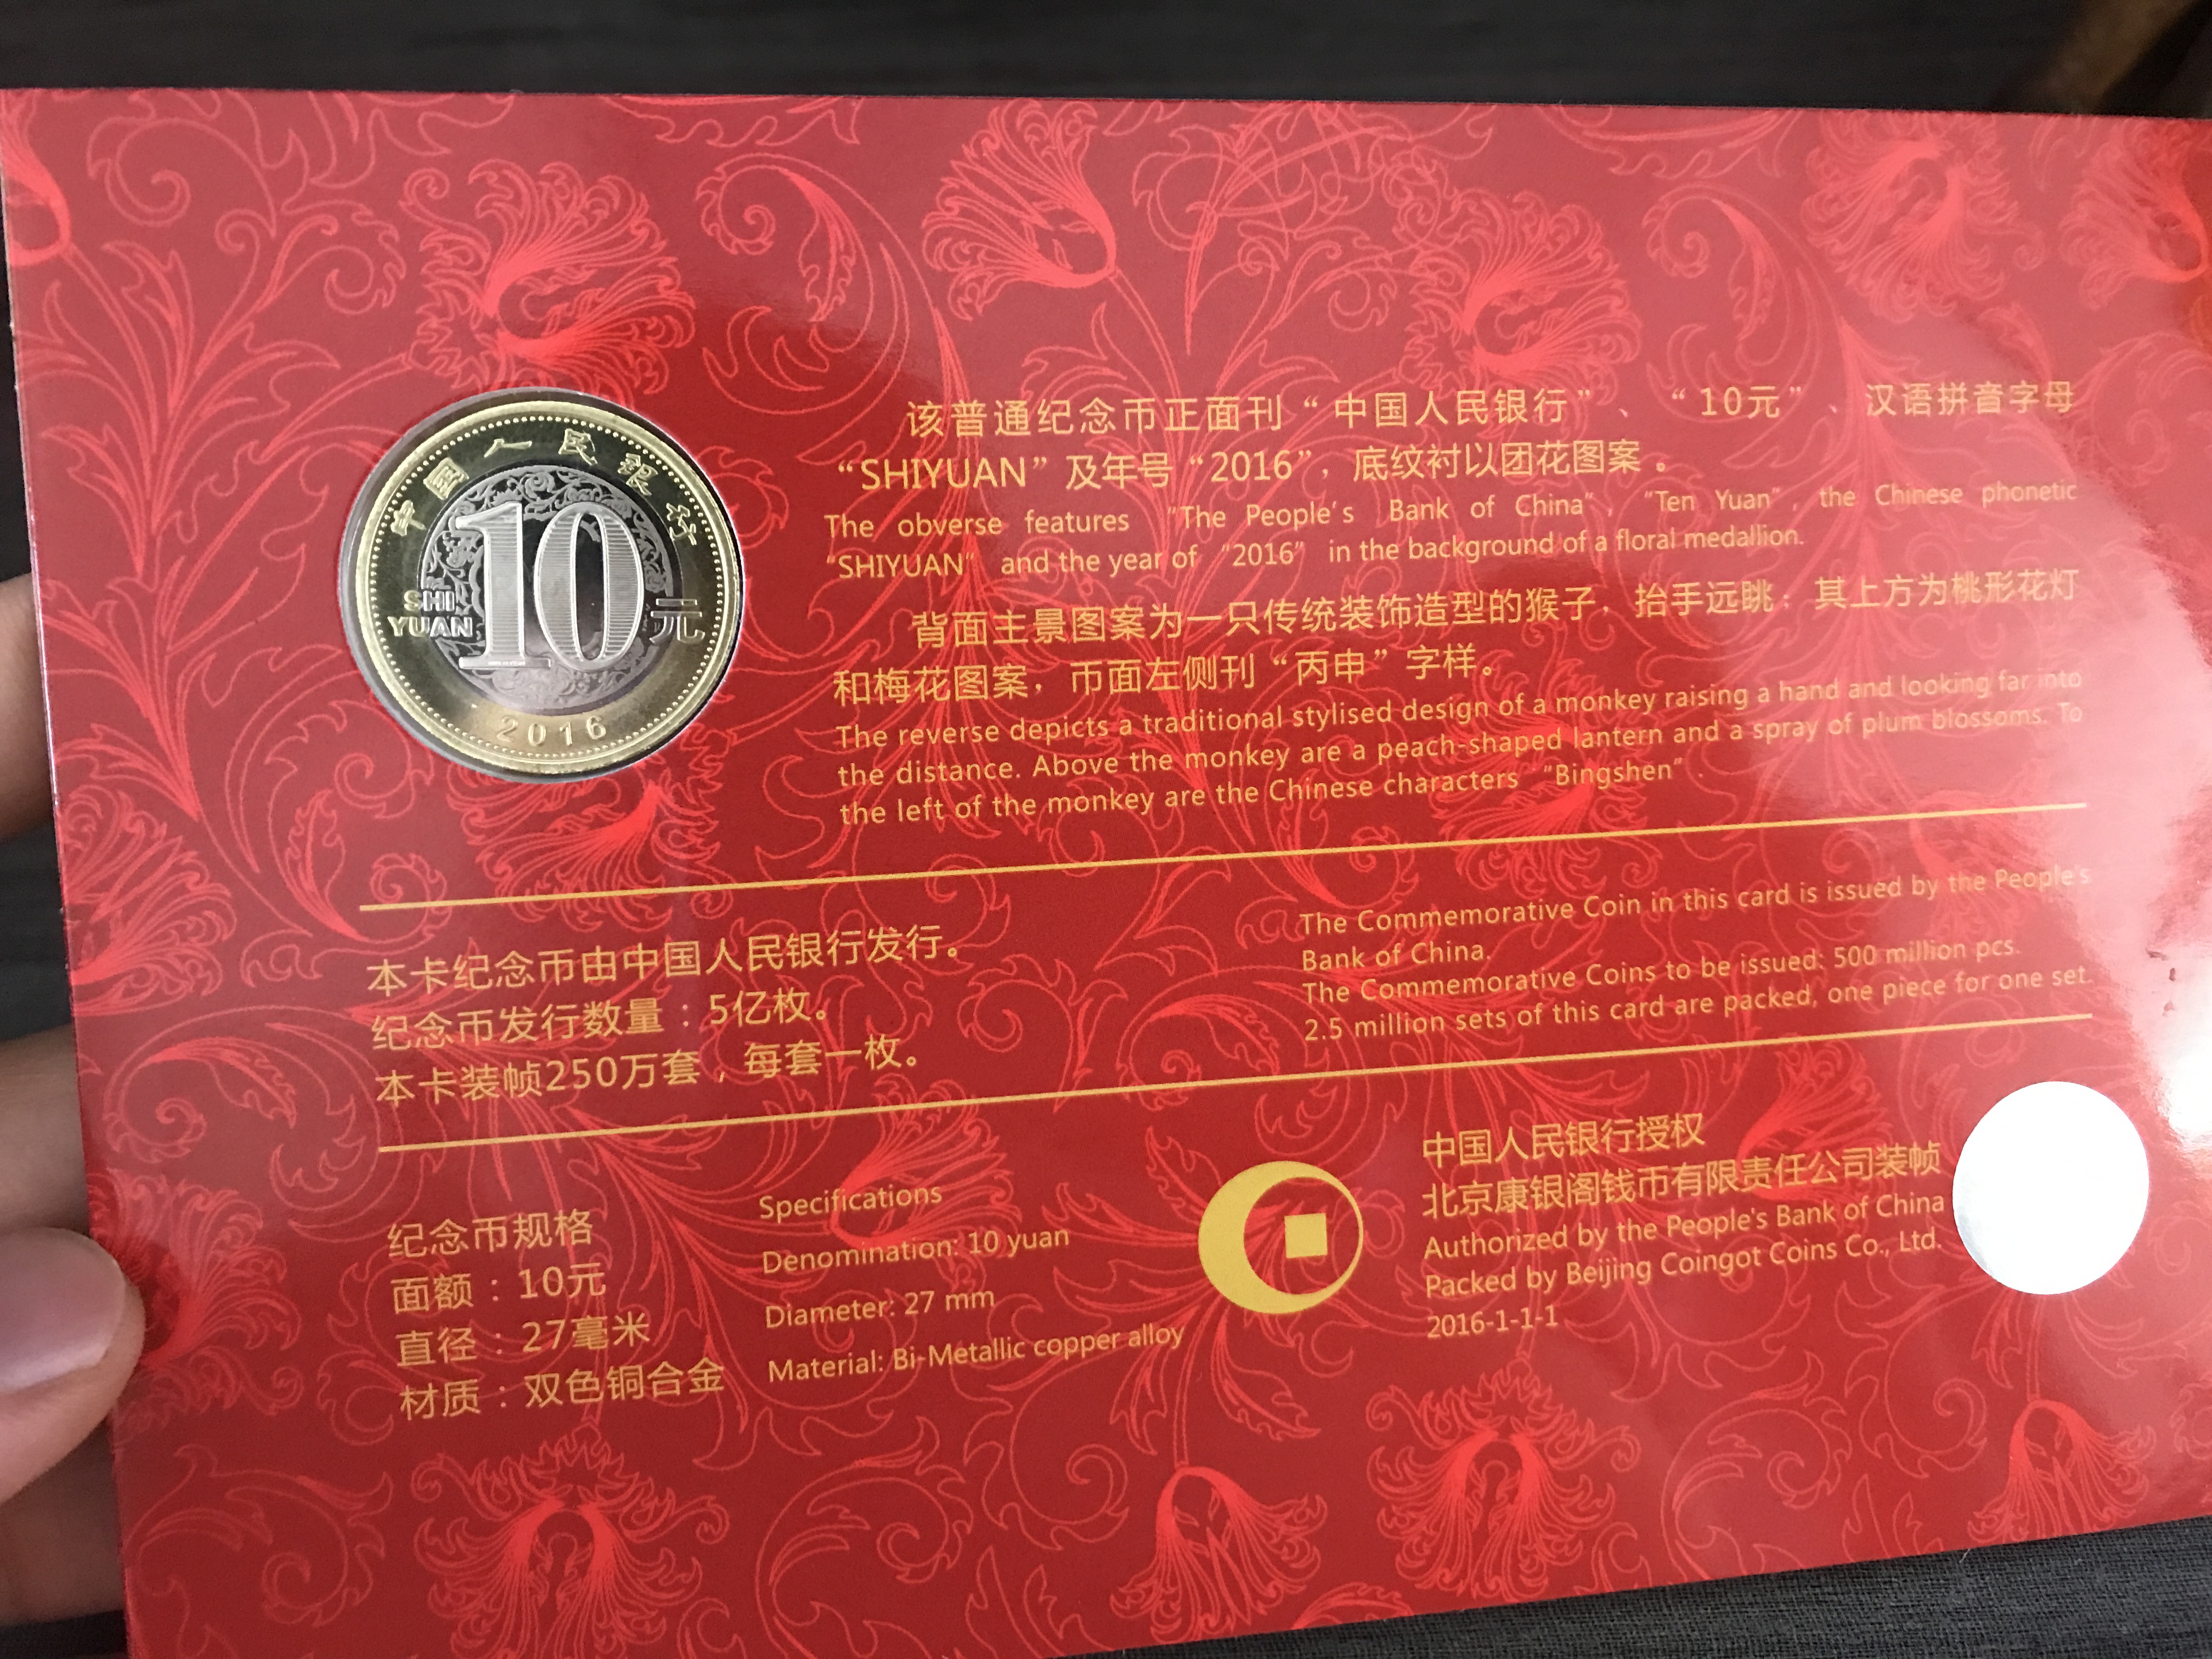 中国人民银行
10元
SHI
YUAN
2016
该普通纪念币正面刊“中国人民银行”、“10元”、汉语拼音字母
“SHIYUAN”及年号“2016”，底纹衬以团花图案。
The obverse features “The People's Bank of China”, “Ten Yuan”, the Chinese phonetic
“SHIYUAN” and the year of “2016” in the background of a floral medallion.
背面主景图案为一只传统装饰造型的猴子，抬手远眺；其上方为桃形花灯
和梅花图案，币面左侧刊“丙申”字样。
The reverse depicts a traditional stylised design of a monkey raising a hand and looking far into
the distance. Above the monkey are a peach-shaped lantern and a spray of plum blossoms. To
the left of the monkey are the Chinese characters “Bingshen”.
本卡纪念币由中国人民银行发行。
纪念币发行数量：5亿枚。
本卡装帧250万套，每套一枚。
The Commemorative Coin in this card is issued by the People's
Bank of China.
The Commemorative Coins to be issued: 500 million pcs.
2.5 million sets of this card are packed, one piece for one set.
纪念币规格
面额：10元
直径：27毫米
材质：双色铜合金
Specifications
Denomination: 10 yuan
Diameter: 27 mm
Material: Bi-Metallic copper alloy
中国人民银行授权
北京康银阁钱币有限责任公司装帧
Authorized by the People's Bank of China
Packed by Beijing Coingot Coins Co., Ltd.
2016-1-1-1